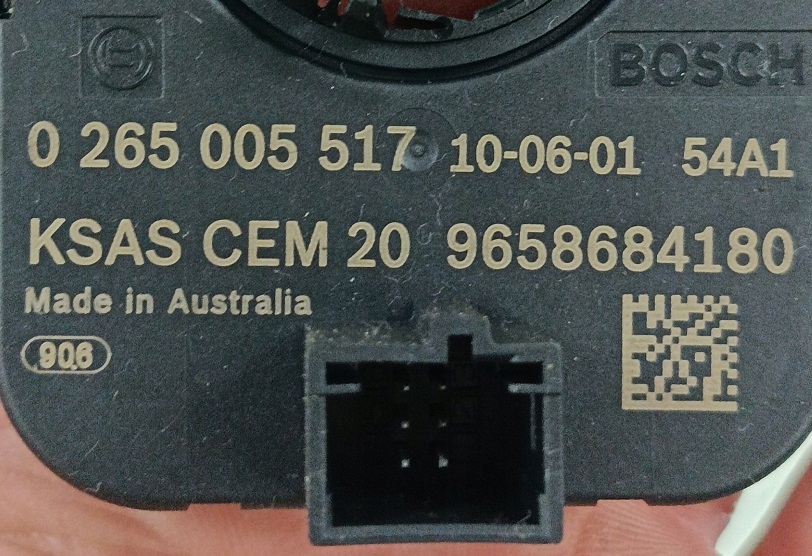 BOSCH
0 265 005 517 10-06-01 54A1
KSAS CEM 20 9658684180
Made in Australia
906